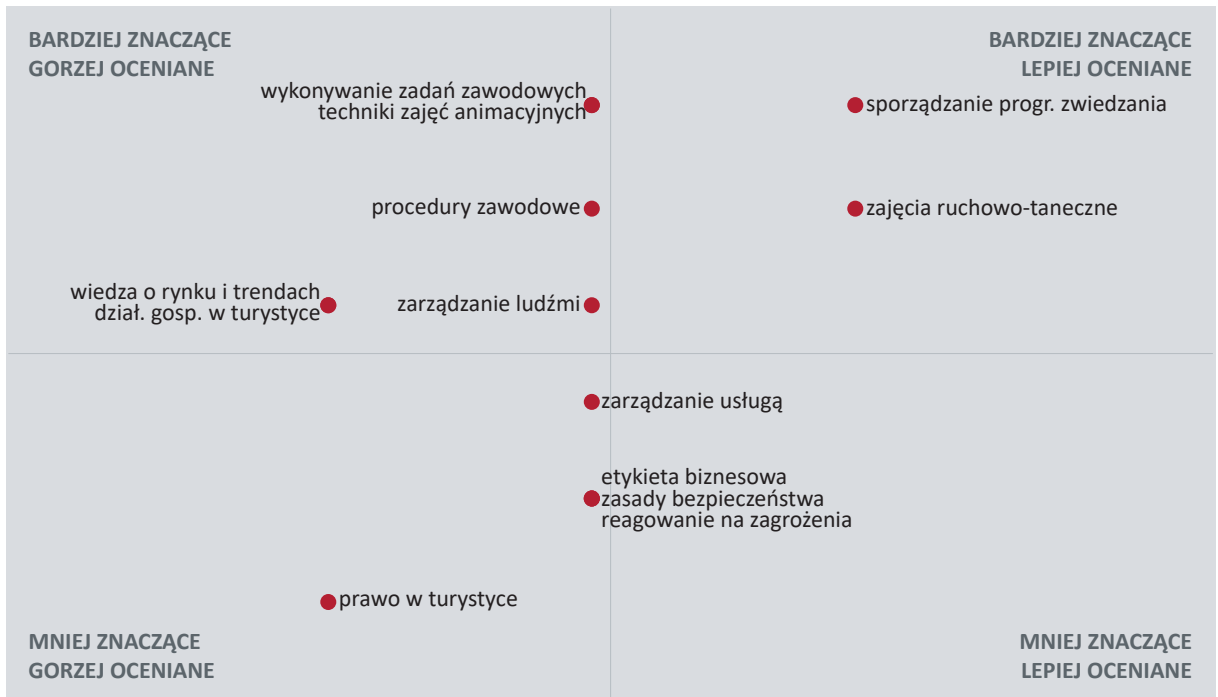 BARDZIEJ ZNACZĄCE
GORZEJ OCENIANE
BARDZIEJ ZNACZĄCE
LEPIEJ OCENIANE
wykonywanie zadań zawodowych
techniki zajęć animacyjnych
sporządzanie progr. zwiedzania
procedury zawodowe
zajęcia ruchowo-taneczne
wiedza o rynku i trendach
dział. gosp. w turystyce
zarządzanie ludźmi
zarządzanie usługą
etykieta biznesowa
zasady bezpieczeństwa
reagowanie na zagrożenia
prawo w turystyce
MNIEJ ZNACZĄCE
GORZEJ OCENIANE
MNIEJ ZNACZĄCE
LEPIEJ OCENIANE